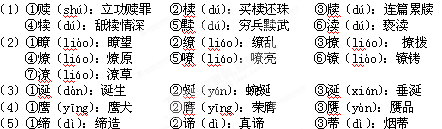 (1)①赎(shú):立功赎罪 ②椟(dú):买椟还珠 ③牍(dú):连篇累牍
④犊(dú):舐犊情深 ⑤黩(dú):穷兵黩武 ⑥渎(dú):亵渎
(2)①瞭(liào):瞭望 ②缭(liáo):缭乱 ③撩(liáo):撩拨
④燎(liáo):燎原 ⑤嘹(liáo):嘹亮 ⑥镣(liào):镣铐
⑦潦(liáo):潦草
(3)①诞(dàn):诞生 ②蜒(yán):蜿蜒 ③涎(xián):垂涎
(4)①鹰(yīng):鹰犬 ②膺(yīng):荣膺 ③赝(yàn):赝品
(5)①缔(dì):缔造 ②谛(dì):真谛 ③蒂(dì):烟蒂